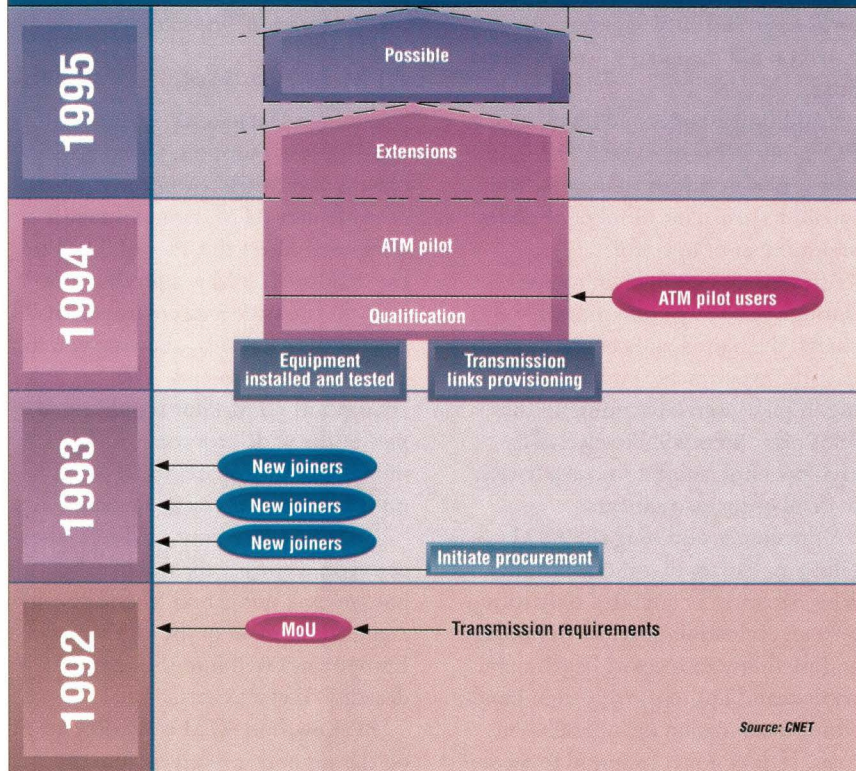 1995
Possible
Extensions
1994
ATM pilot
ATM pilot users
Qualification
Equipment
installed and tested
Transmission
links provisioning
1993
New joiners
New joiners
New joiners
Initiate procurement
1992
MoU
Transmission requirements
Source: CNET